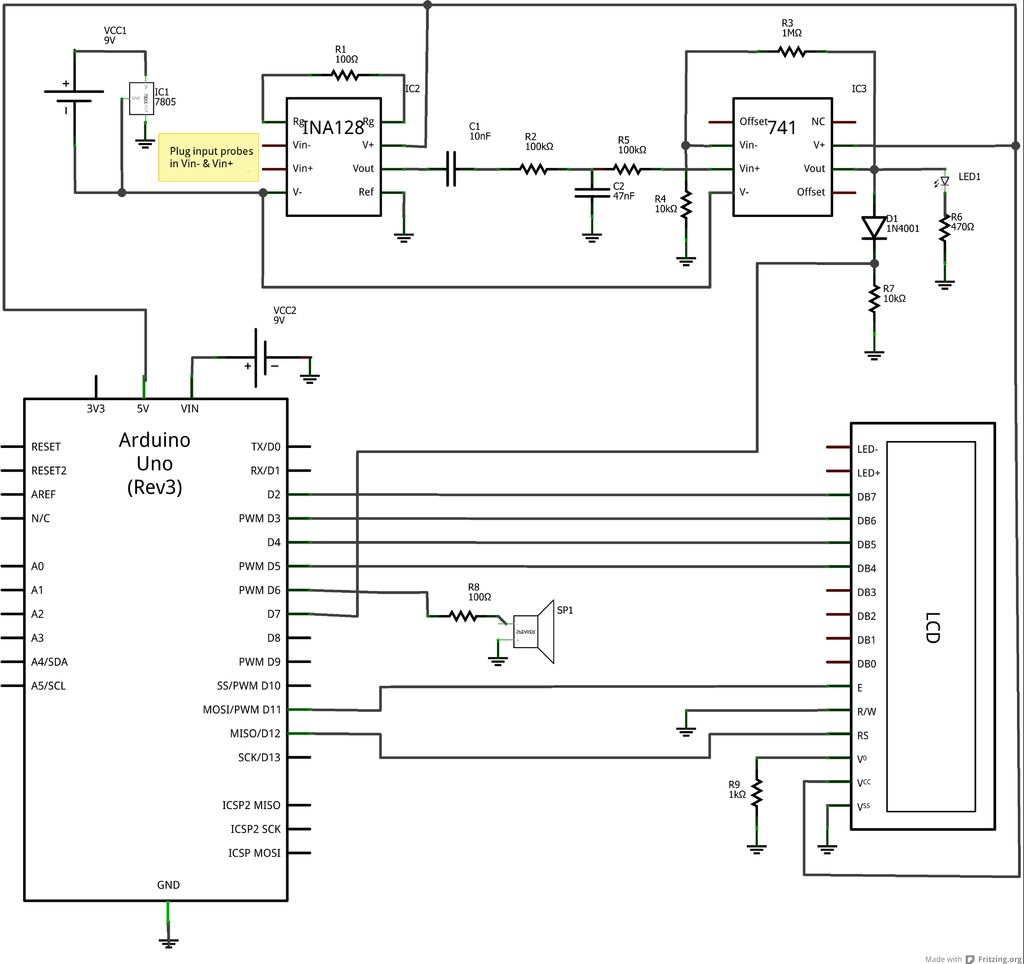 VCC1
9V
IC1
7805
Plug input probes
in Vin- & Vin+
R1
100Ω
IC2
INA128
Rg
Rg
Vin-
V+
Vin+
Vout
V-
Ref
C1
10nF
R2
100kΩ
R5
100kΩ
C2
47nF
R4
10kΩ
R3
1MΩ
IC3
741
Offset
NC
Vin-
V+
Vin+
Vout
V-
Offset
LED1
D1
1N4001
R6
470Ω
R7
10kΩ
VCC2
9V
+
−
3V3
5V
VIN
Arduino
Uno
(Rev3)
RESET
RESET2
AREF
N/C
A0
A1
A2
A3
A4/SDA
A5/SCL
TX/D0
RX/D1
D2
PWM D3
D4
PWM D5
PWM D6
D7
D8
PWM D9
SS/PWM D10
MOSI/PWM D11
MISO/D12
SCK/D13
ICSP2 MISO
ICSP2 SCK
ICSP MOSI
GND
R8
100Ω
SP1
R9
1kΩ
LED-
LED+
DB7
DB6
DB5
DB4
DB3
DB2
DB1
DB0
E
R/W
RS
V0
VCC
VSS
LCD
Made with Fritzing.org